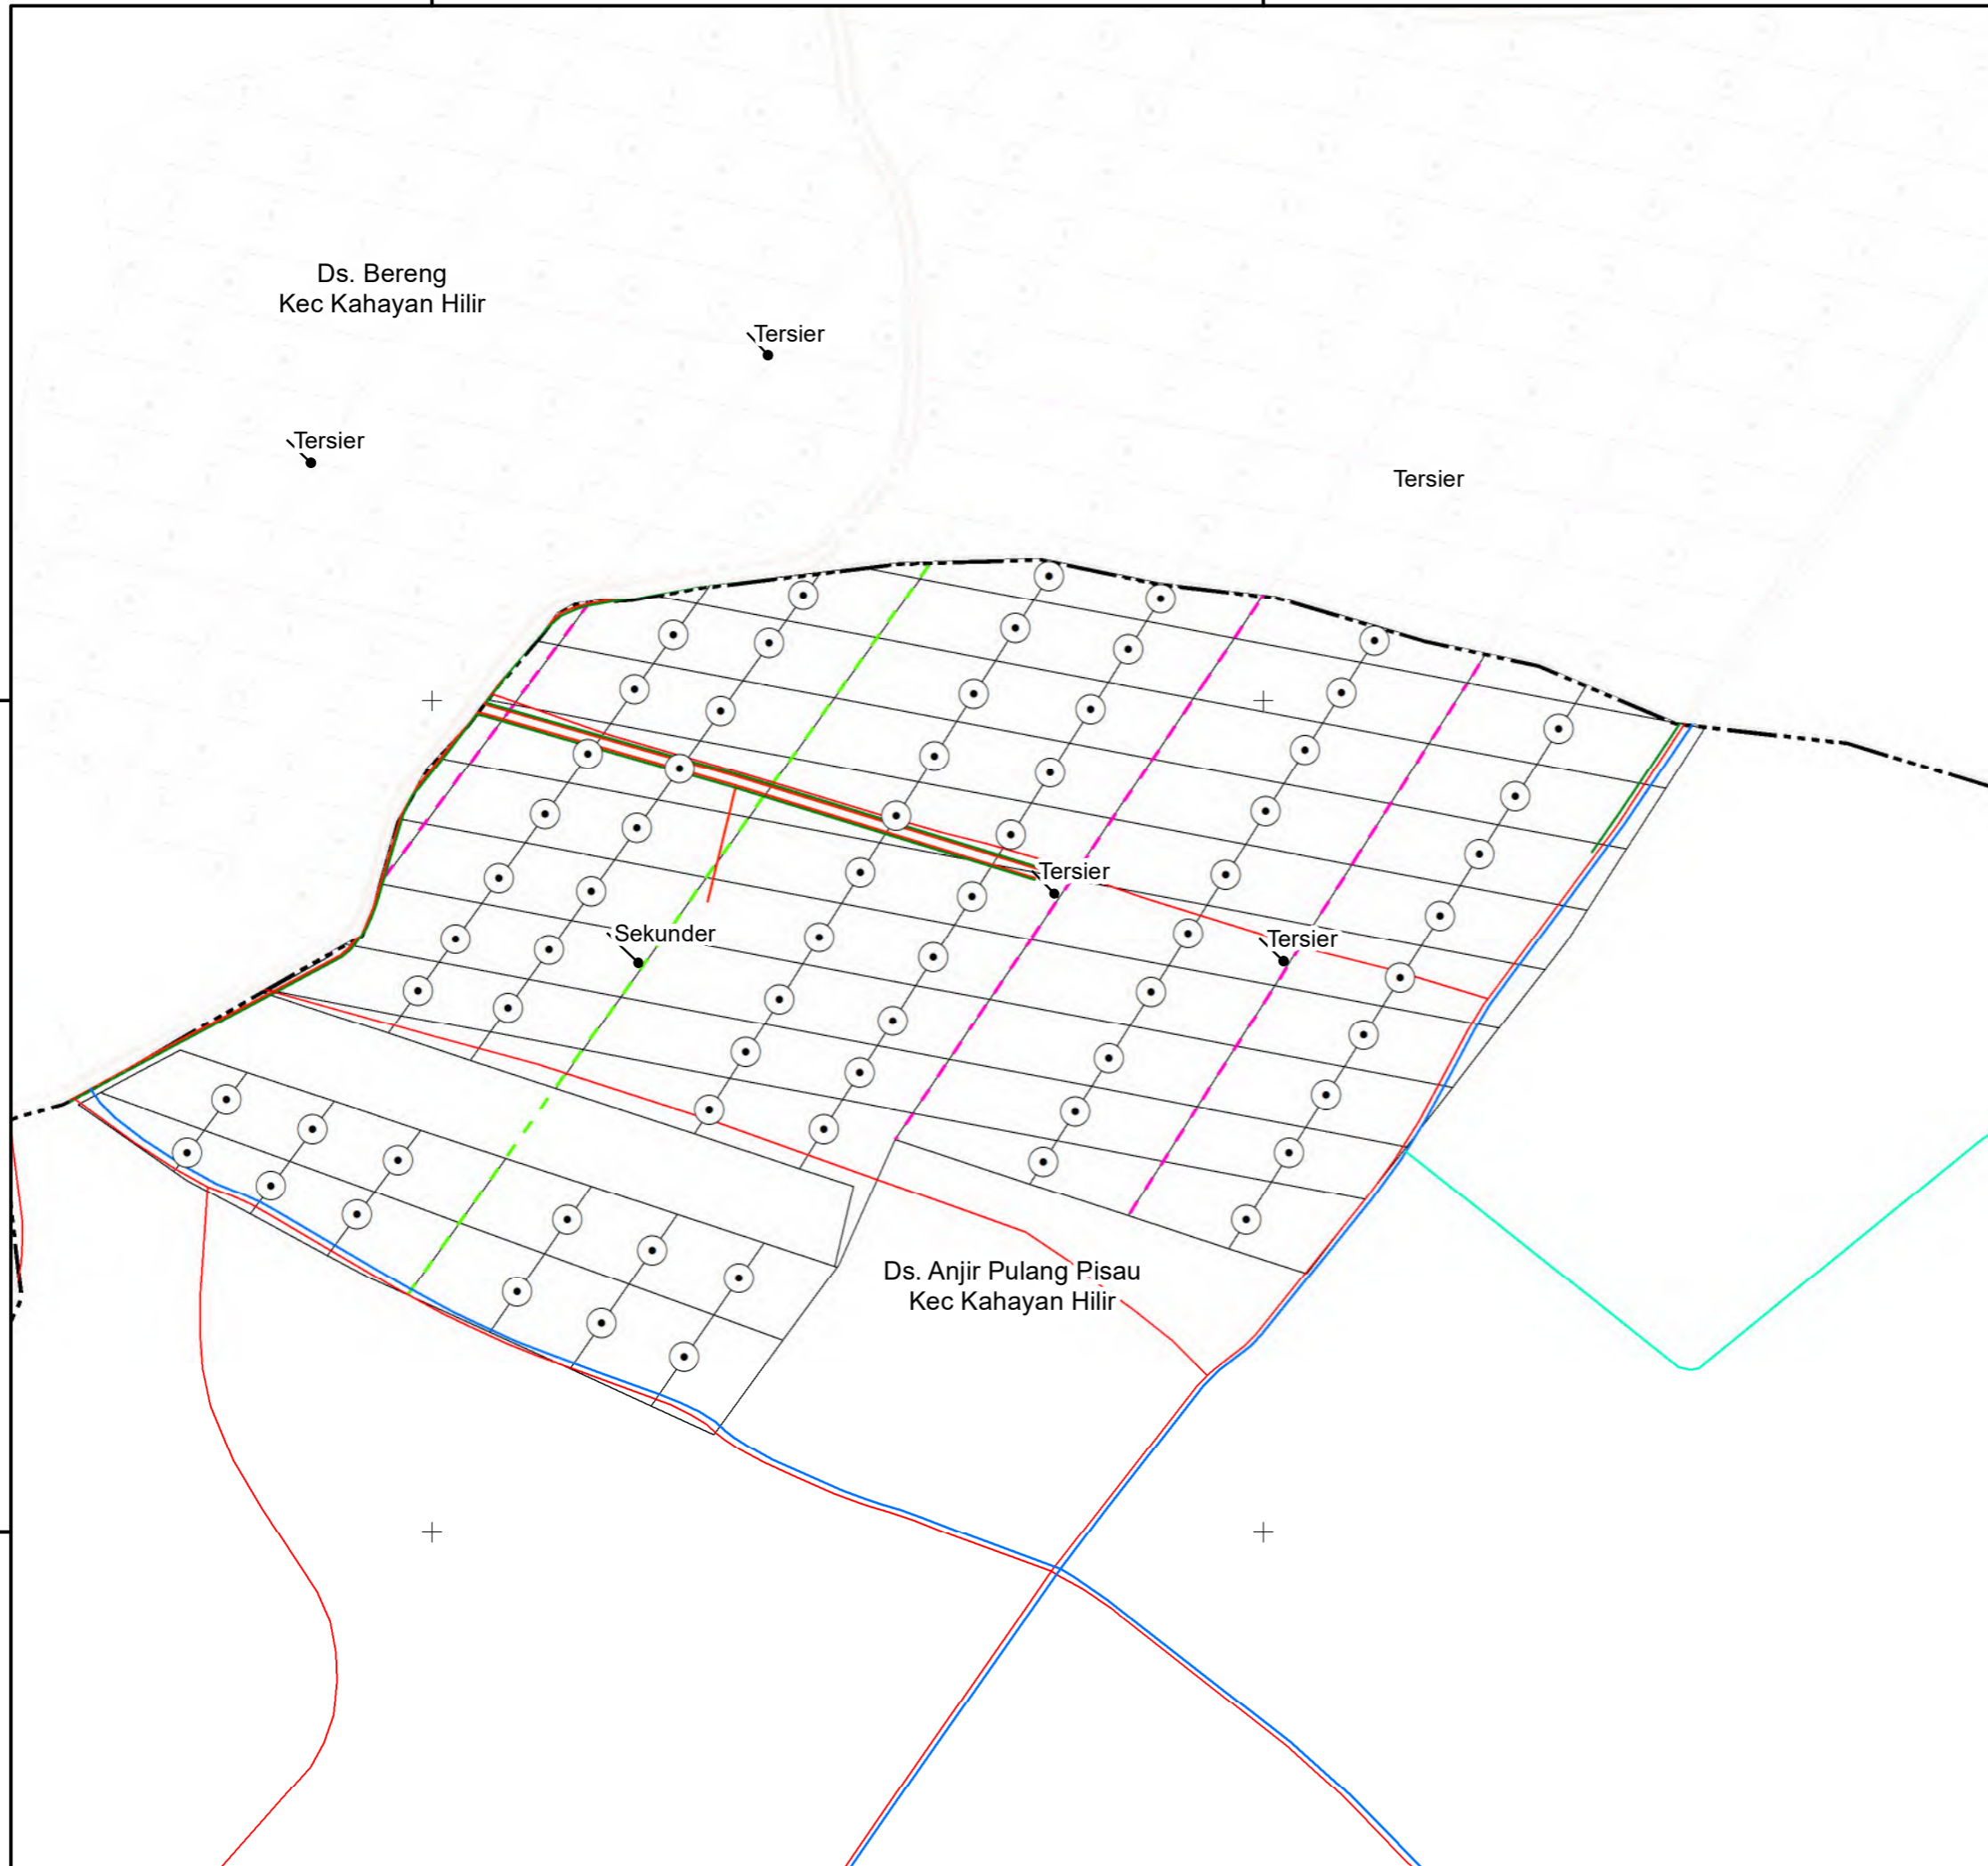 Ds. Bereng
Kec Kahayan Hilir
Tersier
Tersier
Tersier
Tersier
Sekunder
Tersier
Ds. Anjir Pulang Pisau
Kec Kahayan Hilir